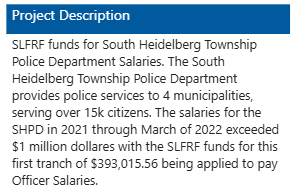 Project Description
SLFRF funds for South Heidelberg Township
Police Department Salaries. The South
Heidelberg Township Police Department
provides police services to 4 municipalities,
serving over 15k citizens. The salaries for the
SHPD in 2021 through March of 2022 exceeded
$1 million dollares with the SLFRF funds for this
first tranch of $393,015.56 being applied to pay
Officer Salaries.